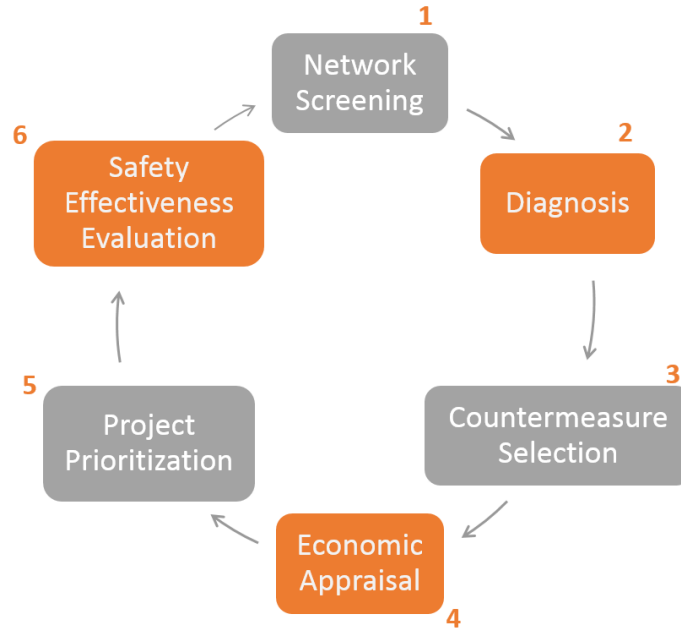 1
Network
Screening
2
Diagnosis
3
Countermeasure
Selection
4
Economic
Appraisal
5
Project
Prioritization
6
Safety
Effectiveness
Evaluation